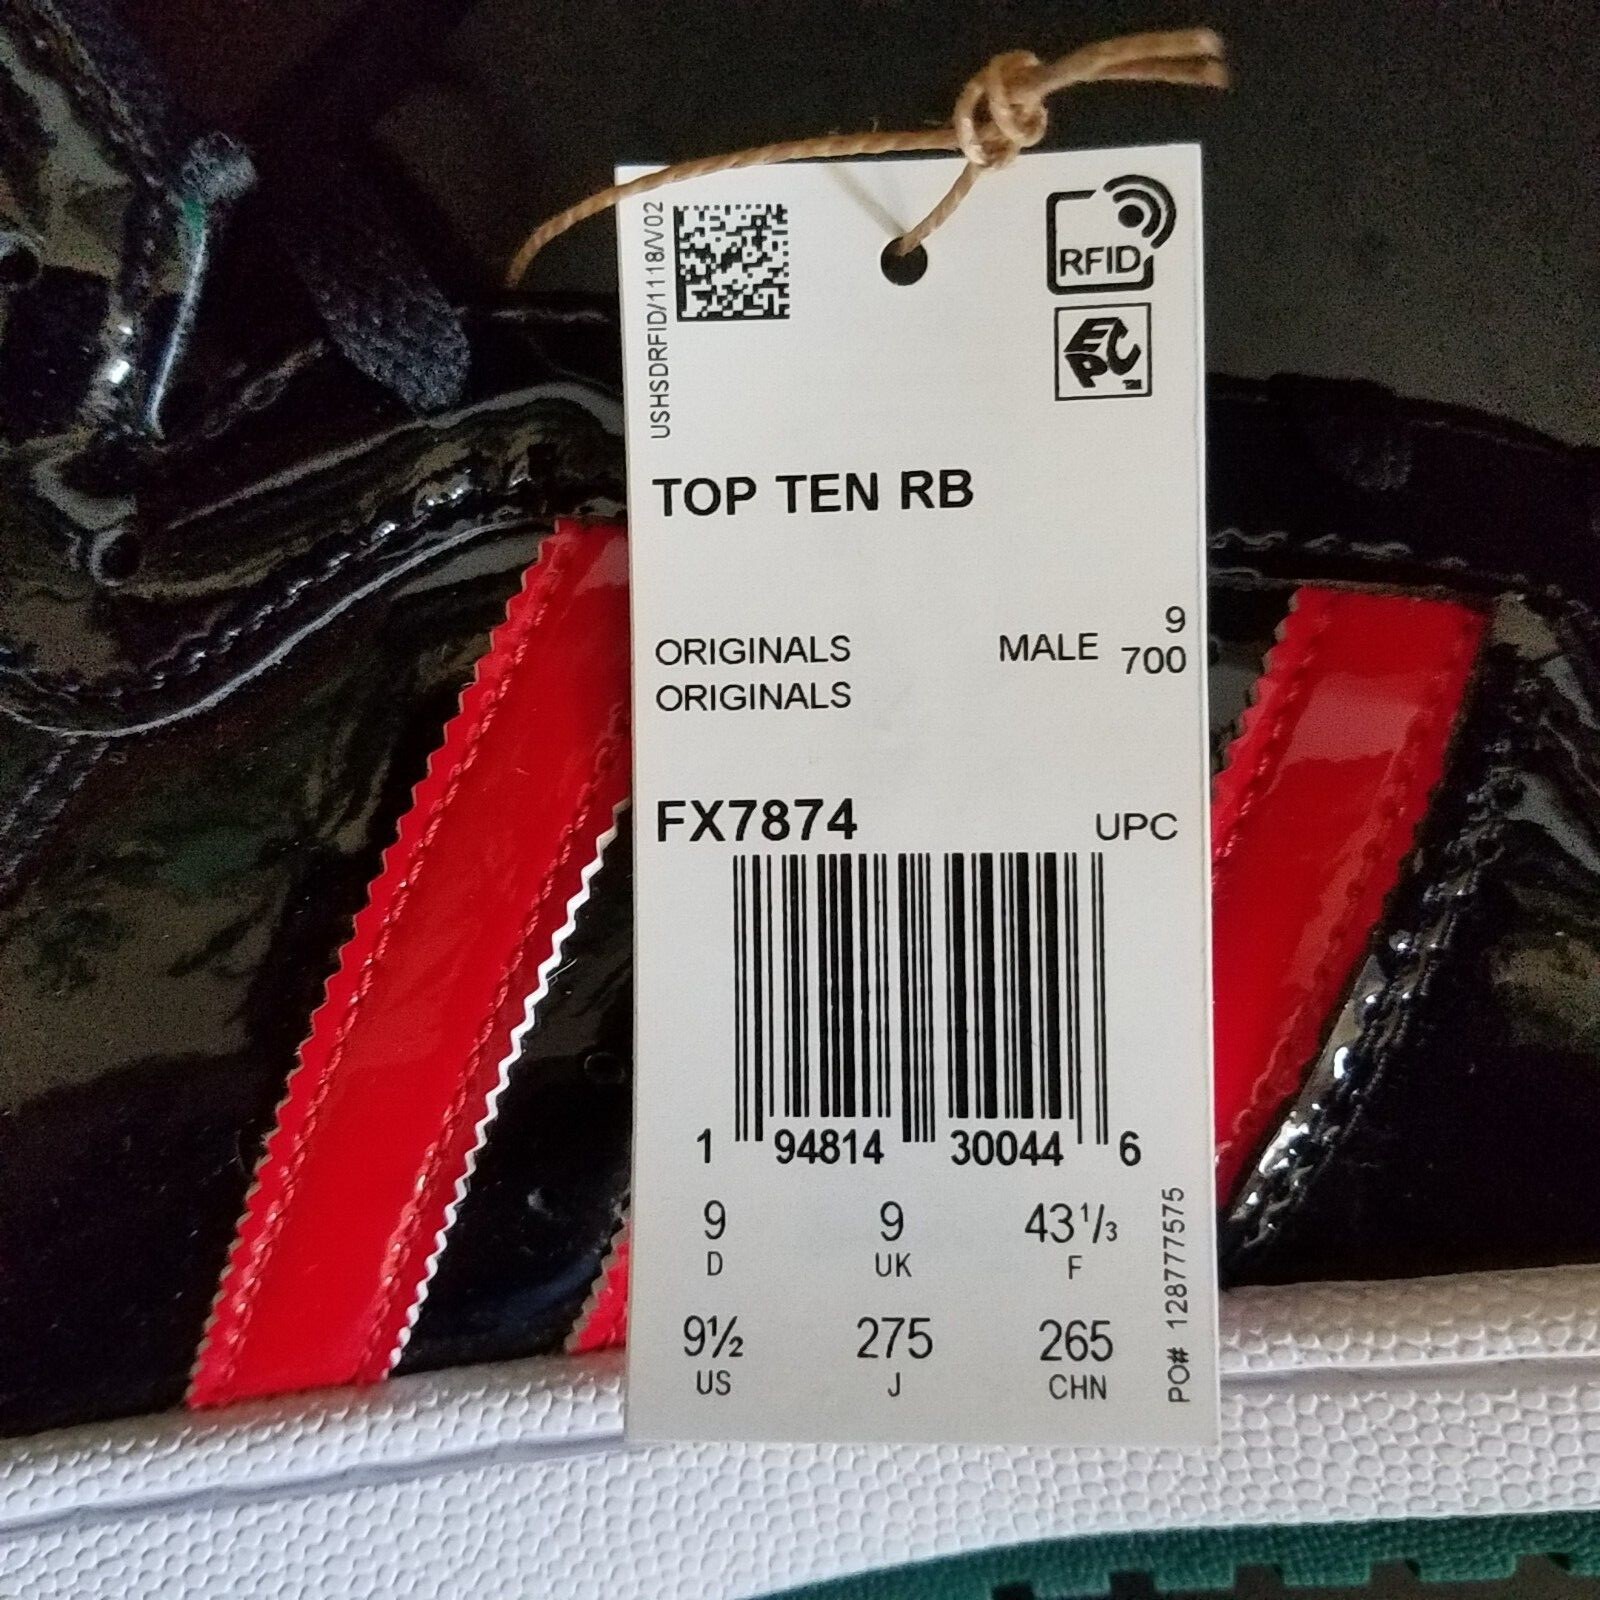 USHSDRFID/1118/V02
RFID
EPC™
TOP TEN RB
ORIGINALS MALE 9
ORIGINALS 700
FX7874 UPC
1 94814 30044 6
9 9 43⅓
D UK F
9½ 275 265
US J CHN
PO# 128777575